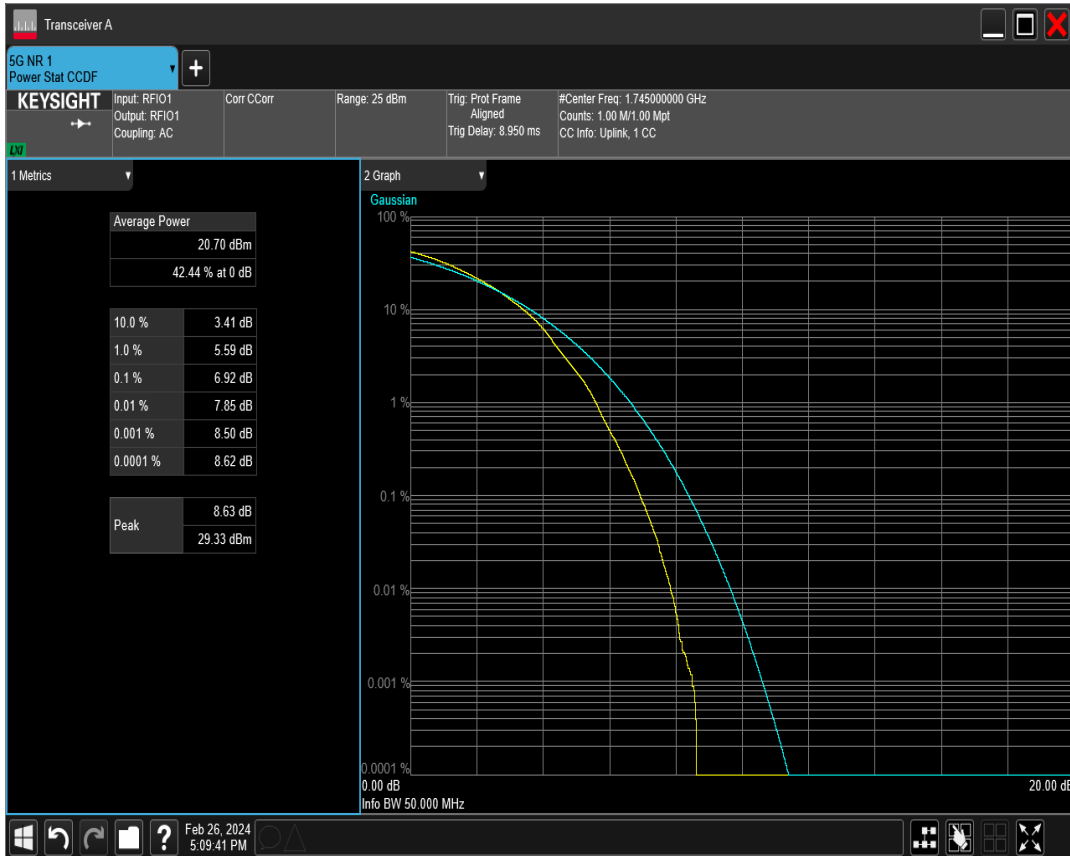 Transceiver A
5G NR 1
Power Stat CCDF
+
KEYSIGHT
LXI
Input: RFIO1
Output: RFIO1
Coupling: AC
Corr CCorr
Range: 25 dBm
Trig: Prot Frame
Aligned
Trig Delay: 8.950 ms
#Center Freq: 1.745000000 GHz
Counts: 1.00 M/1.00 Mpt
CC Info: Uplink, 1 CC
1 Metrics
Average Power
20.70 dBm
42.44 % at 0 dB
10.0 % 3.41 dB
1.0 % 5.59 dB
0.1 % 6.92 dB
0.01 % 7.85 dB
0.001 % 8.50 dB
0.0001 % 8.62 dB
Peak
8.63 dB
29.33 dBm
2 Graph
Gaussian
100 %
10 %
1 %
0.1 %
0.01 %
0.001 %
0.0001 %
0.00 dB 20.00 dB
Info BW 50.000 MHz
?
Feb 26, 2024
5:09:41 PM